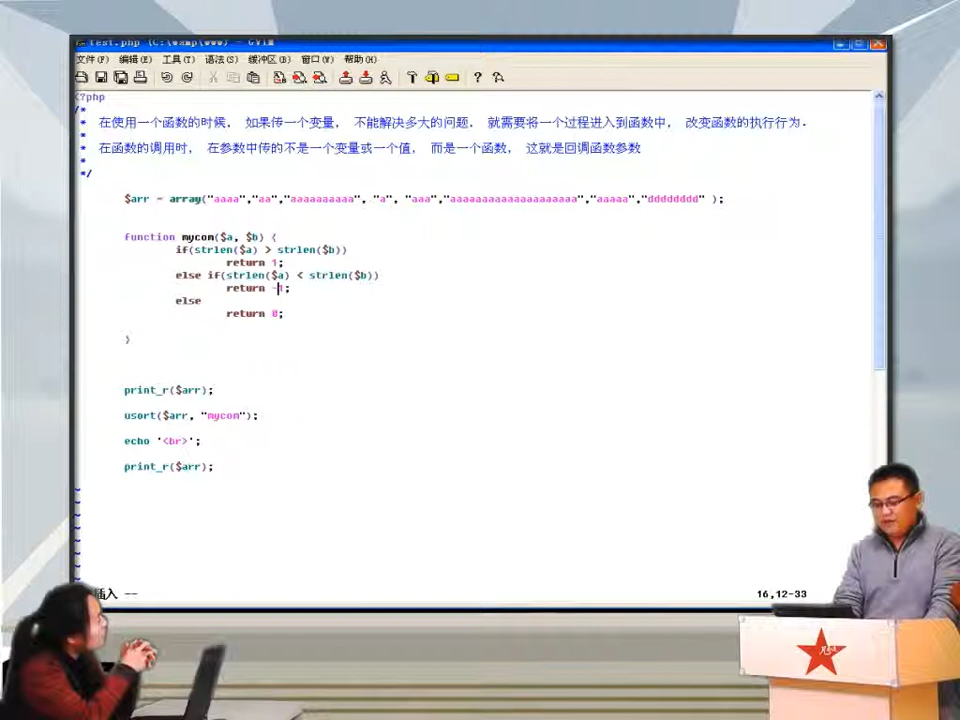 test.php (C:\wamp\www) - GVIM
文件(F) 编辑(E) 工具(T) 语法(S) 缓冲区(B) 窗口(W) 帮助(H)
<?php
/*
* 在使用一个函数的时候， 如果传一个变量， 不能解决多大的问题， 就需要将一个过程进入到函数中， 改变函数的执行行为.
*
* 在函数的调用时， 在参数中传的不是一个变量或一个值， 而是一个函数， 这就是回调函数参数
*
*/
$arr = array("aaaa","aa","aaaaaaaaaa", "a", "aaa","aaaaaaaaaaaaaaaaaaaa","aaaaa","dddddddd" );
function mycom($a, $b) {
if(strlen($a) > strlen($b))
return 1;
else if(strlen($a) < strlen($b))
return -1;
else
return 0;
}
print_r($arr);
usort($arr, "mycom");
echo '<br>';
print_r($arr);
~
~
~
~
~
~
~
插入 --
16,12-33